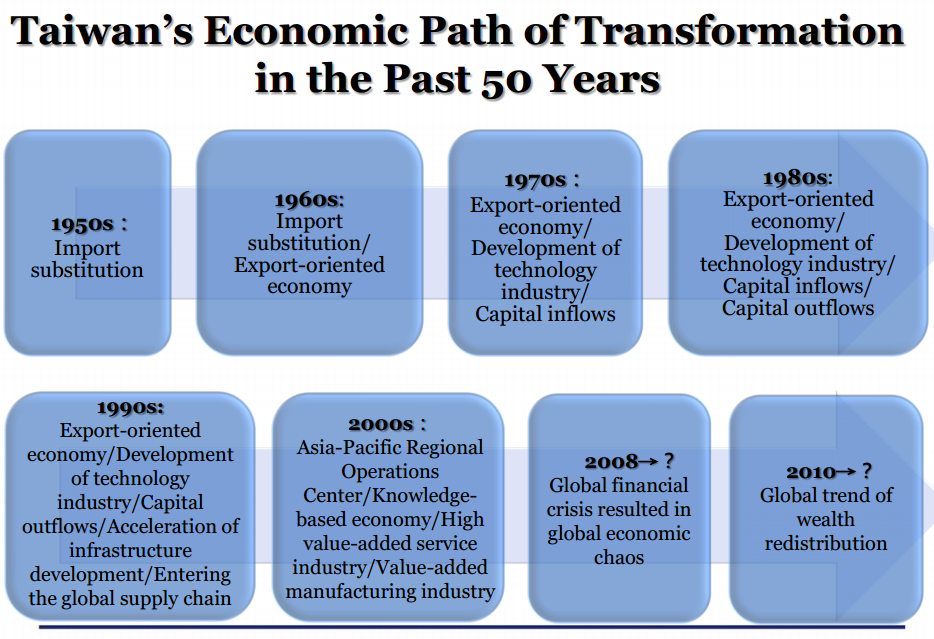 Taiwan’s Economic Path of Transformation
in the Past 50 Years
1950s：
Import
substitution
1960s:
Import
substitution/
Export-oriented
economy
1970s：
Export-oriented
economy/
Development of
technology
industry/
Capital inflows
1980s:
Export-oriented
economy/
Development of
technology industry/
Capital inflows/
Capital outflows
1990s:
Export-oriented
economy/Development
of technology
industry/Capital
outflows/Acceleration of
infrastructure
development/Entering
the global supply chain
2000s：
Asia-Pacific Regional
Operations
Center/Knowledge-
based economy/High
value-added service
industry/Value-added
manufacturing industry
2008→？
Global financial
crisis resulted in
global economic
chaos
2010→？
Global trend of
wealth
redistribution